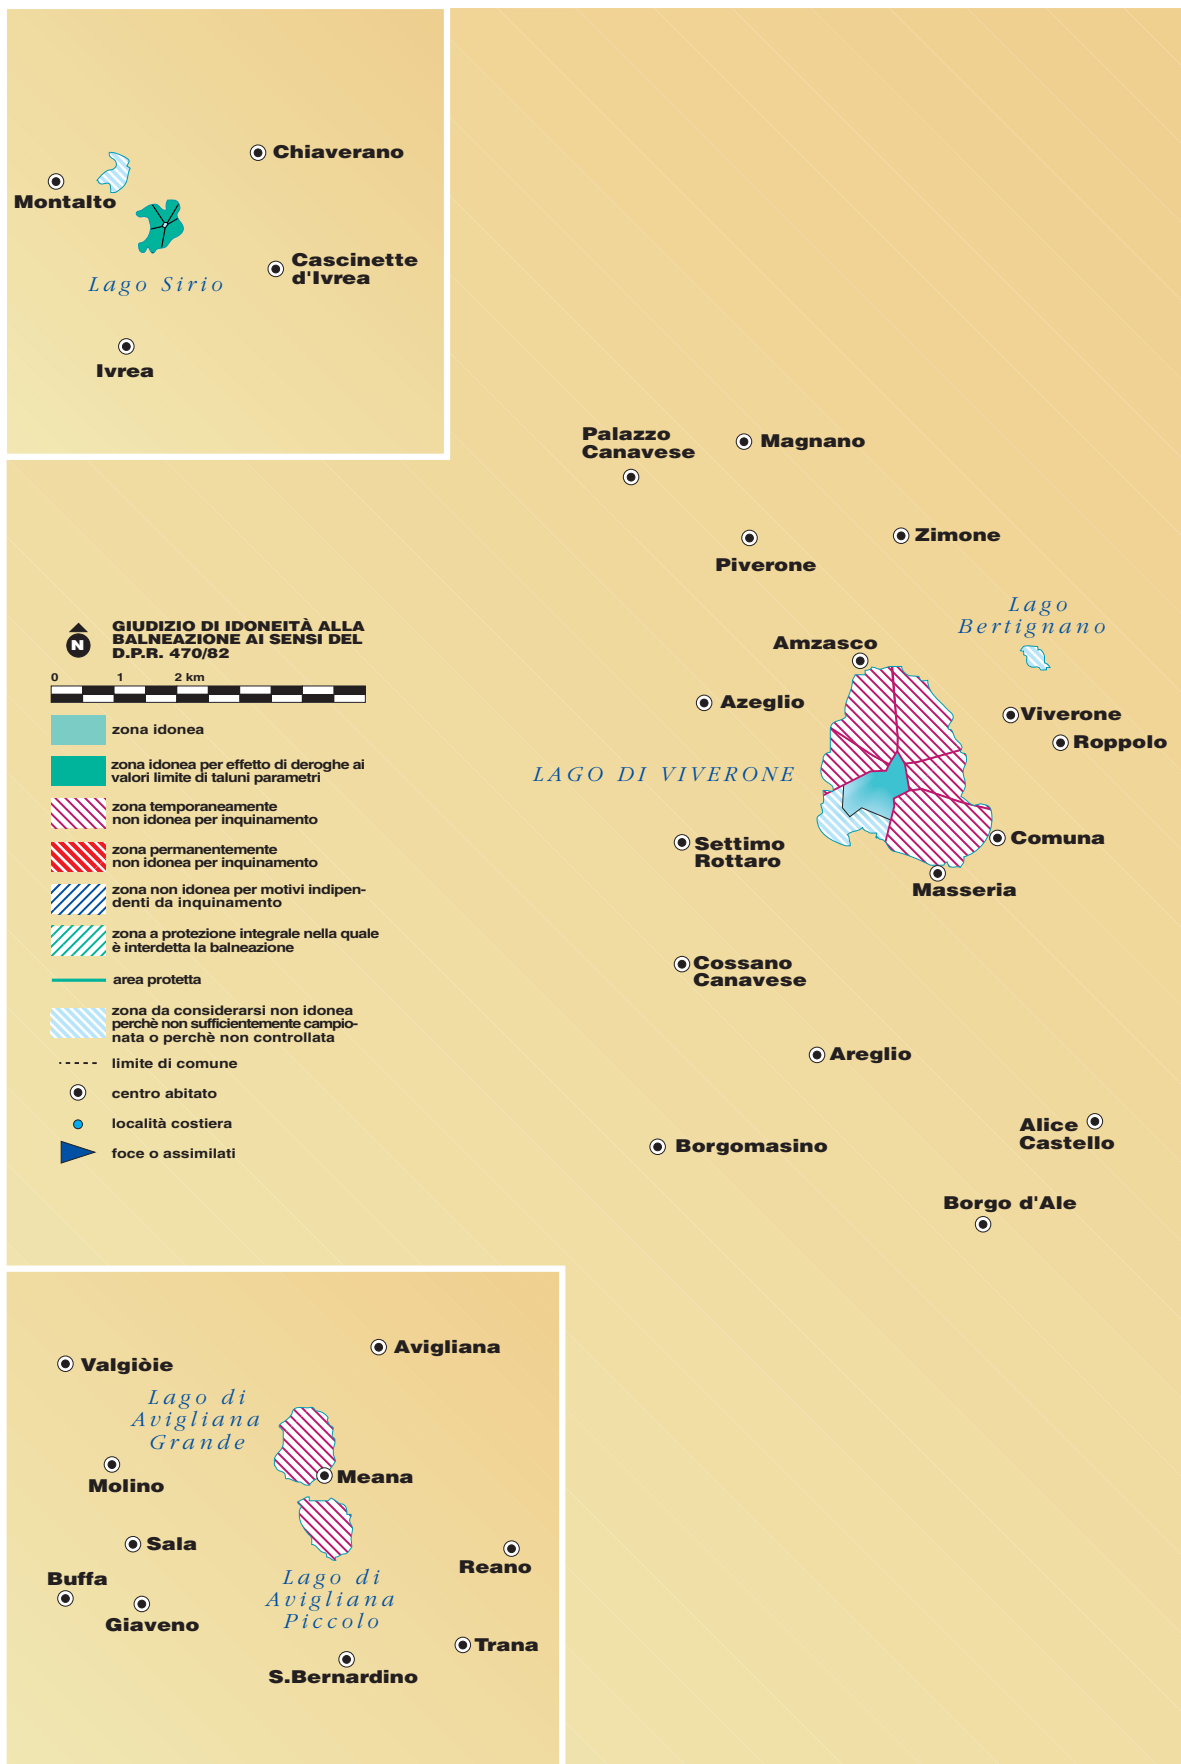 Chiaverano
Montalto
Cascinette
d'Ivrea
Lago Sirio
Ivrea
Palazzo
Canavese
Magnano
Zimone
Piverone
Lago
Bertignano
Amzasco
Azeglio
Viverone
Roppolo
LAGO DI VIVERONE
Settimo
Rottaro
Comuna
Masseria
Cossano
Canavese
Areglio
Alice
Castello
Borgomasino
Borgo d'Ale
N
GIUDIZIO DI IDONEITÀ ALLA
BALNEAZIONE AI SENSI DEL
D.P.R. 470/82
0 1 2 km
zona idonea
zona idonea per effetto di deroghe ai
valori limite di taluni parametri
zona temporaneamente
non idonea per inquinamento
zona permanentemente
non idonea per inquinamento
zona non idonea per motivi indipen-
denti da inquinamento
zona a protezione integrale nella quale
è interdetta la balneazione
area protetta
zona da considerarsi non idonea
perchè non sufficientemente campio-
nata o perchè non controllata
limite di comune
centro abitato
località costiera
foce o assimilati
Avigliana
Valgiòie
Lago di
Avigliana
Grande
Molino
Meana
Sala
Reano
Buffa
Giaveno
Lago di
Avigliana
Piccolo
Trana
S.Bernardino